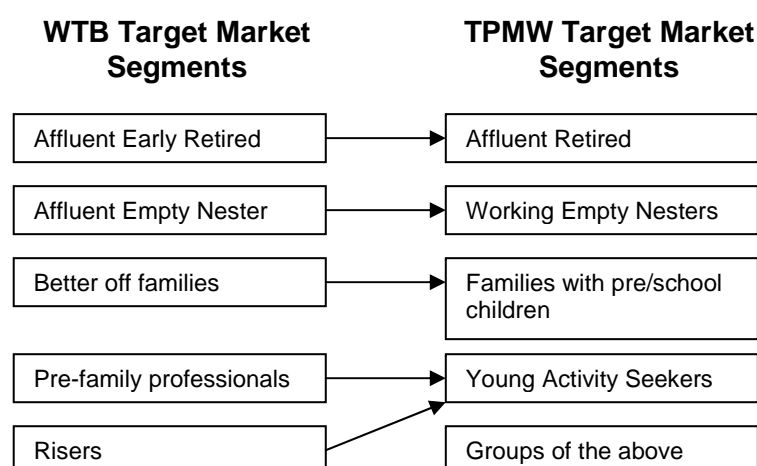 WTB Target Market
Segments
TPMW Target Market
Segments
Affluent Early Retired
Affluent Retired
Affluent Empty Nester
Working Empty Nesters
Better off families
Families with pre/school
children
Pre-family professionals
Young Activity Seekers
Risers
Groups of the above